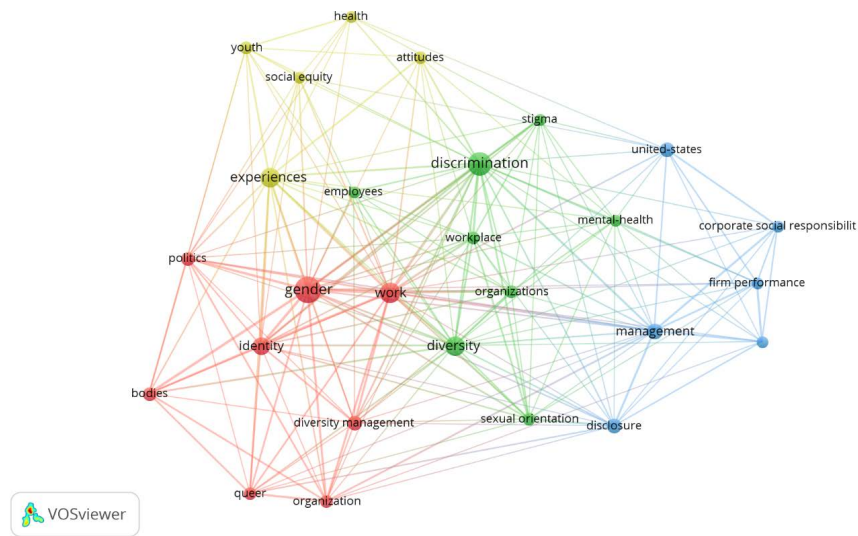 health
youth
attitudes
social equity
stigma
united-states
discrimination
experiences
employees
mental-health
corporate social responsibilit
workplace
politics
firm performance
gender
work
organizations
management
identity
diversity
bodies
diversity management
sexual orientation
disclosure
queer
organization
VOSviewer